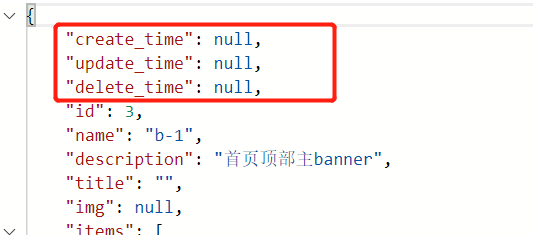 {
"create_time": null,
"update_time": null,
"delete_time": null,
"id": 3,
"name": "b-1",
"description": "首页顶部主banner",
"title": "",
"img": null,
"items": [